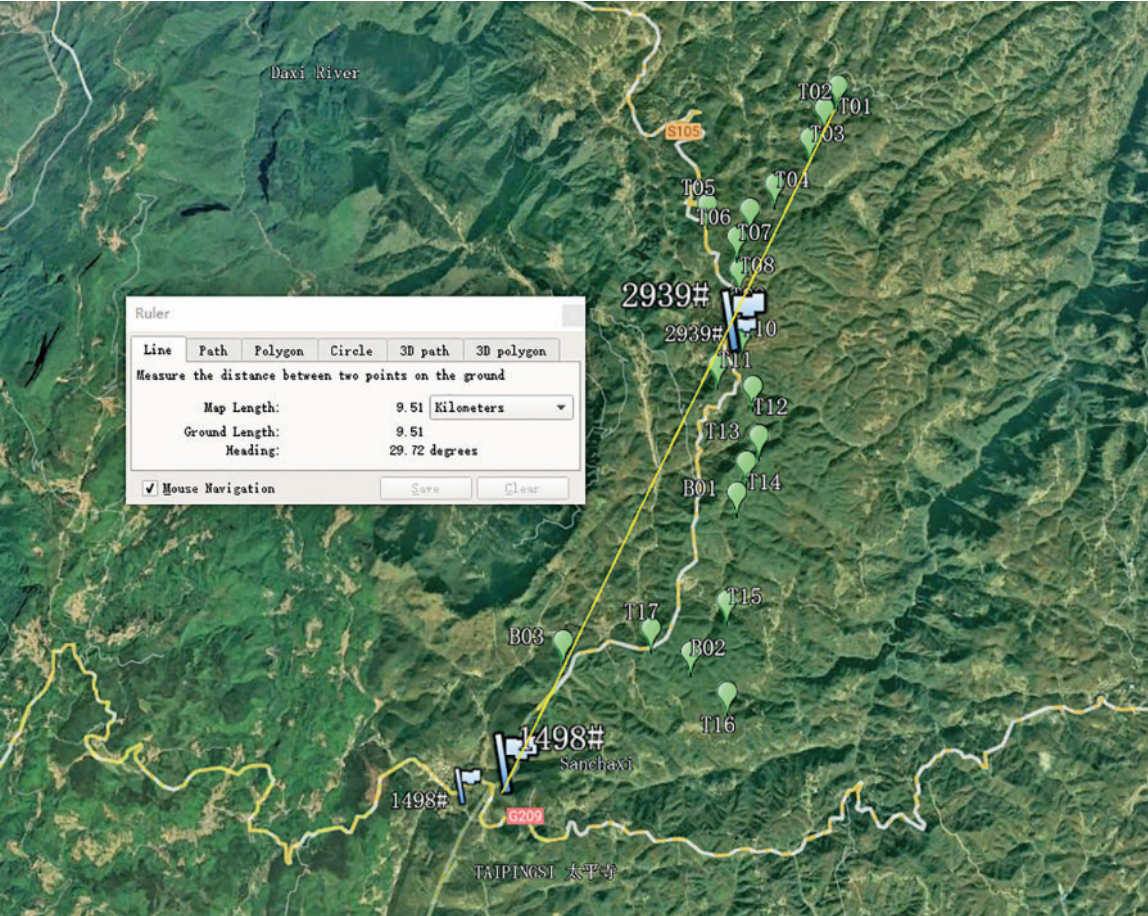 Daxi River
T02
T01
S105
T03
T04
T05
T06
T07
T08
2939#
2939#
10
T11
T12
T13
B01
T14
T15
T17
B03
B02
T16
1498#
Sanchaxi
1498#
G209
TAIPINGSI 太平寺
Ruler
Line Path Polygon Circle 3D path 3D polygon
Measure the distance between two points on the ground
Map Length: 9.51 Kilometers
Ground Length: 9.51
Heading: 29.72 degrees
Mouse Navigation Save Clear